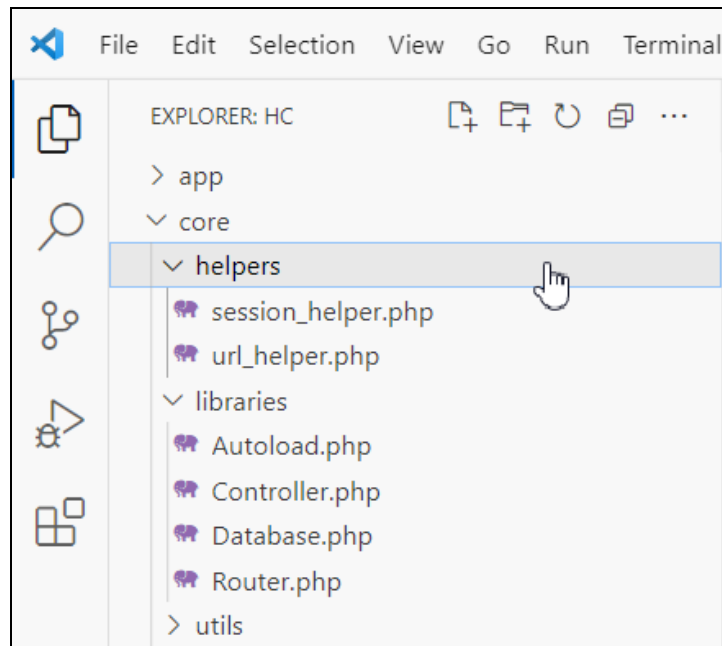 File Edit Selection View Go Run Terminal
EXPLORER: HC
app
core
helpers
session_helper.php
url_helper.php
libraries
Autoload.php
Controller.php
Database.php
Router.php
utils